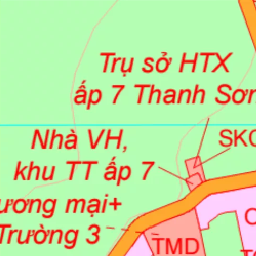 Trụ sở HTX
ấp 7 Thanh Sơn
SKC
Nhà VH,
khu TT ấp 7
ương mại+
Trường 3
TMD